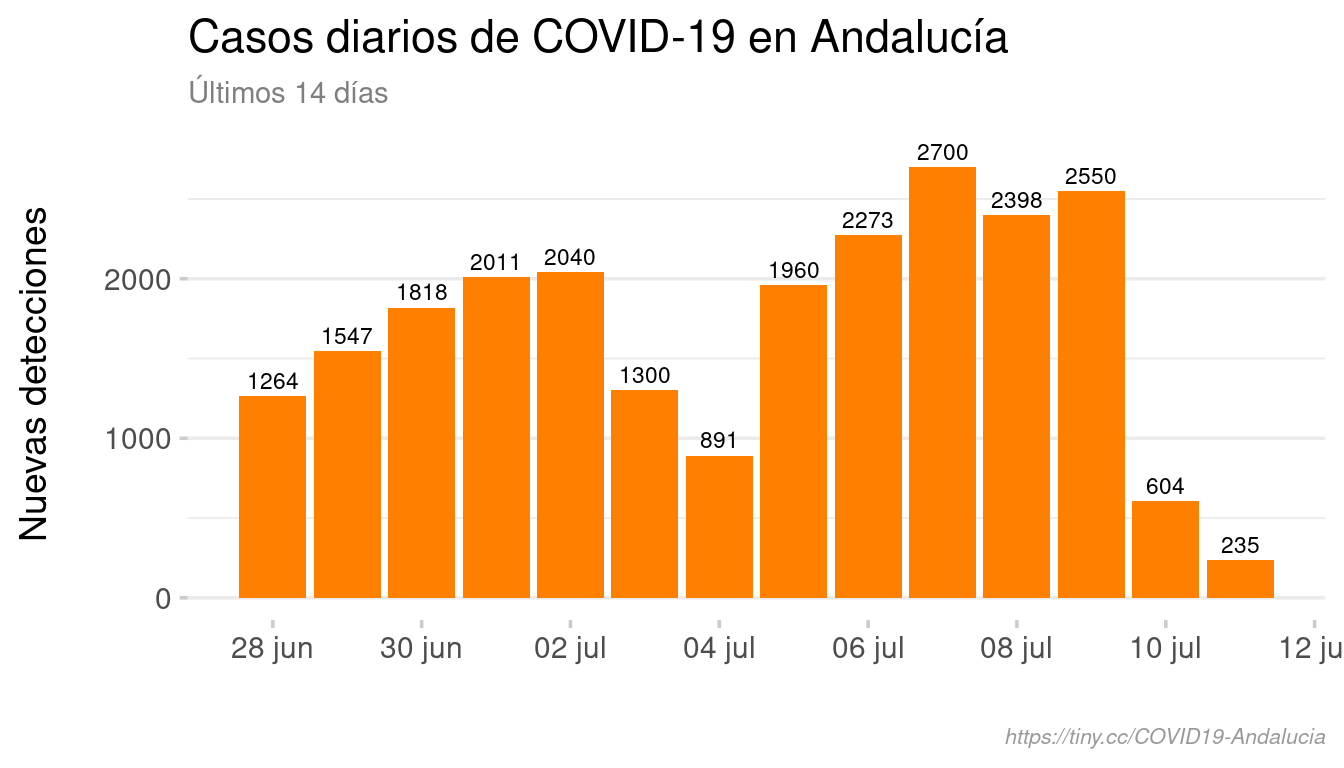 Casos diarios de COVID-19 en Andalucía
Últimos 14 días
Nuevas detecciones
2000
1000
0
1264
1547
1818
2011
2040
1300
891
1960
2273
2700
2398
2550
604
235
28 jun
30 jun
02 jul
04 jul
06 jul
08 jul
10 jul
12 ju
https://tiny.cc/COVID19-Andalucia